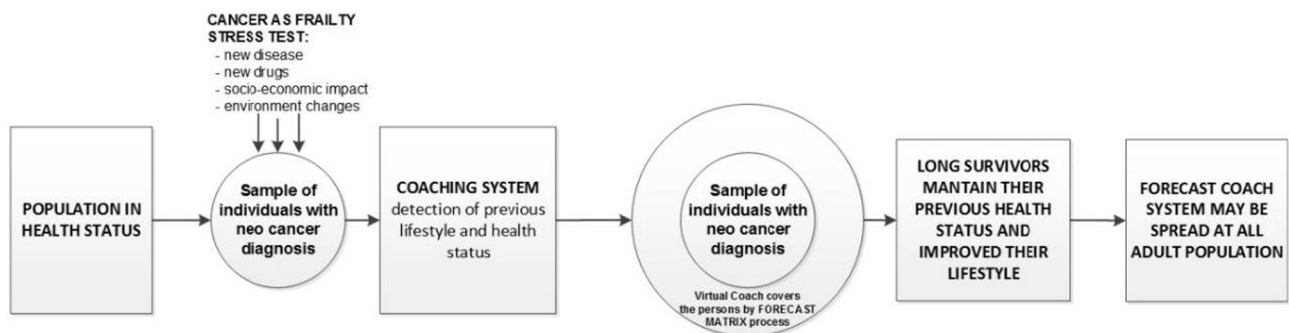 CANCER AS FRAILTY
STRESS TEST:
- new disease
- new drugs
- socio-economic impact
- environment changes
POPULATION IN
HEALTH STATUS
Sample of
individuals with
neo cancer
diagnosis
COACHING SYSTEM
detection of previous
lifestyle and health
status
Sample of
individuals with
neo cancer
diagnosis
Virtual Coach covers
the persons by FORECAST
MATRIX process
LONG SURVIVORS
MANTAIN THEIR
PREVIOUS HEALTH
STATUS AND
IMPROVED THEIR
LIFESTYLE
FORECAST COACH
SYSTEM MAY BE
SPREAD AT ALL
ADULT POPULATION